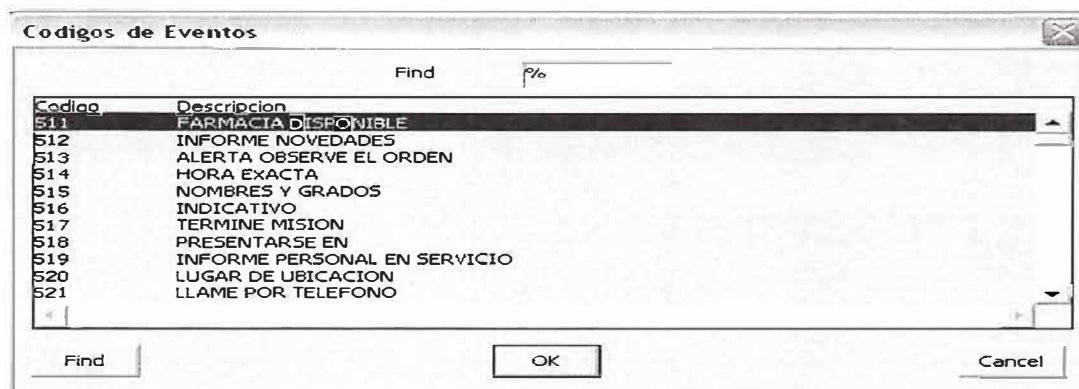 Codigos de Eventos
Find %
Codigo Descripcion
511 FARMACIA DISPONIBLE
512 INFORME NOVEDADES
513 ALERTA OBSERVE EL ORDEN
514 HORA EXACTA
515 NOMBRES Y GRADOS
516 INDICATIVO
517 TERMINE MISION
518 PRESENTARSE EN
519 INFORME PERSONAL EN SERVICIO
520 LUGAR DE UBICACION
521 LLAME POR TELEFONO
Find OK Cancel